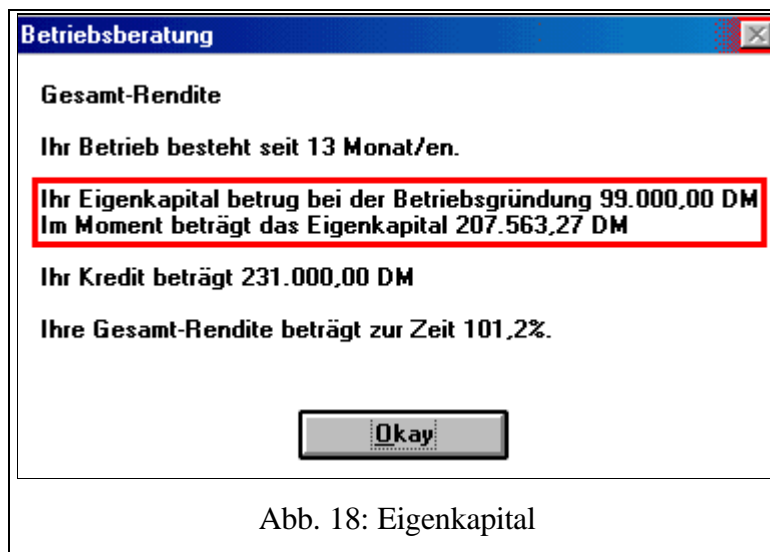 Betriebsberatung
Gesamt-Rendite
Ihr Betrieb besteht seit 13 Monat/en.
Ihr Eigenkapital betrug bei der Betriebsgründung 99.000,00 DM
Im Moment beträgt das Eigenkapital 207.563,27 DM
Ihr Kredit beträgt 231.000,00 DM
Ihre Gesamt-Rendite beträgt zur Zeit 101,2%.
Okay
Abb. 18: Eigenkapital